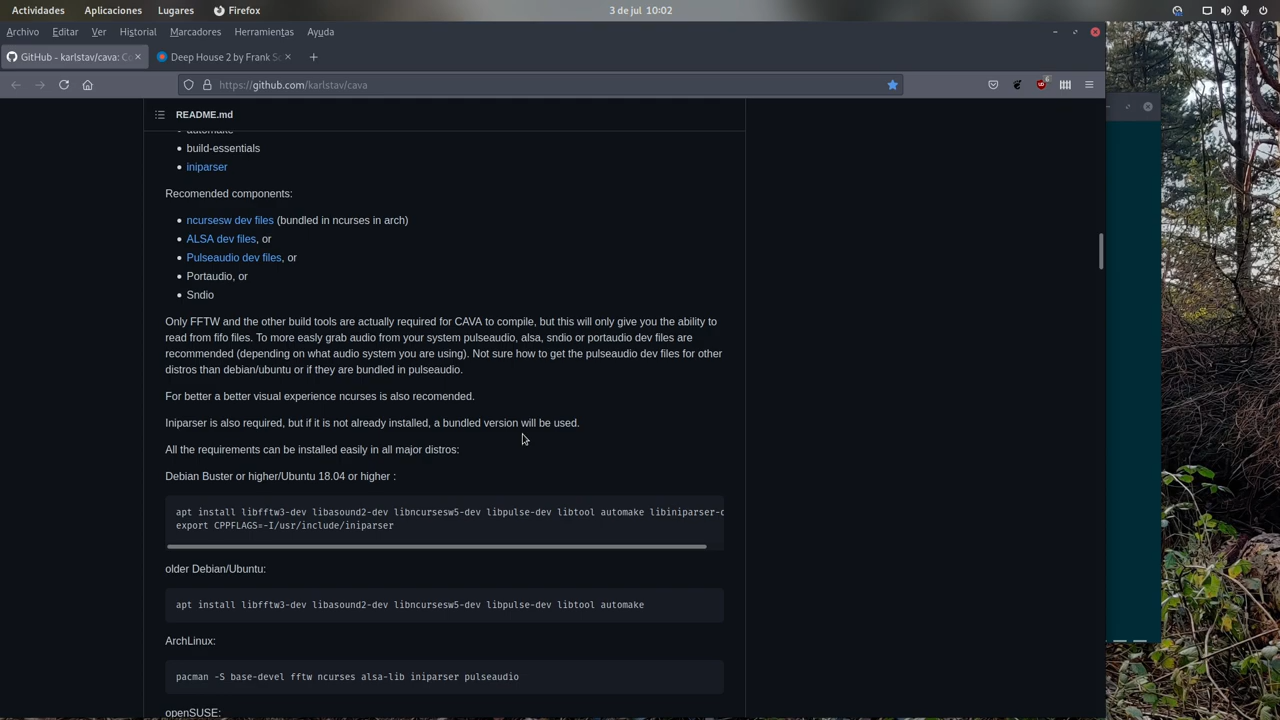 Actividades Aplicaciones Lugares Firefox 3 de jul 10:02
Archivo Editar Ver Historial Marcadores Herramientas Ayuda
GitHub - karlstav/cava: Co Deep House 2 by Frank Sc
https://github.com/karlstav/cava 6
README.md
automake
build-essentials
iniparser
Recomended components:
ncursesw dev files (bundled in ncurses in arch)
ALSA dev files, or
Pulseaudio dev files, or
Portaudio, or
Sndio
Only FFTW and the other build tools are actually required for CAVA to compile, but this will only give you the ability to
read from fifo files. To more easily grab audio from your system pulseaudio, alsa, sndio or portaudio dev files are
recommended (depending on what audio system you are using). Not sure how to get the pulseaudio dev files for other
distros than debian/ubuntu or if they are bundled in pulseaudio.
For better a better visual experience ncurses is also recomended.
Iniparser is also required, but if it is not already installed, a bundled version will be used.
All the requirements can be installed easily in all major distros:
Debian Buster or higher/Ubuntu 18.04 or higher :
apt install libfftw3-dev libasound2-dev libncursesw5-dev libpulse-dev libtool automake libiniparser-d
export CPPFLAGS=-I/usr/include/iniparser
older Debian/Ubuntu:
apt install libfftw3-dev libasound2-dev libncursesw5-dev libpulse-dev libtool automake
ArchLinux:
pacman -S base-devel fftw ncurses alsa-lib iniparser pulseaudio
openSUSE: